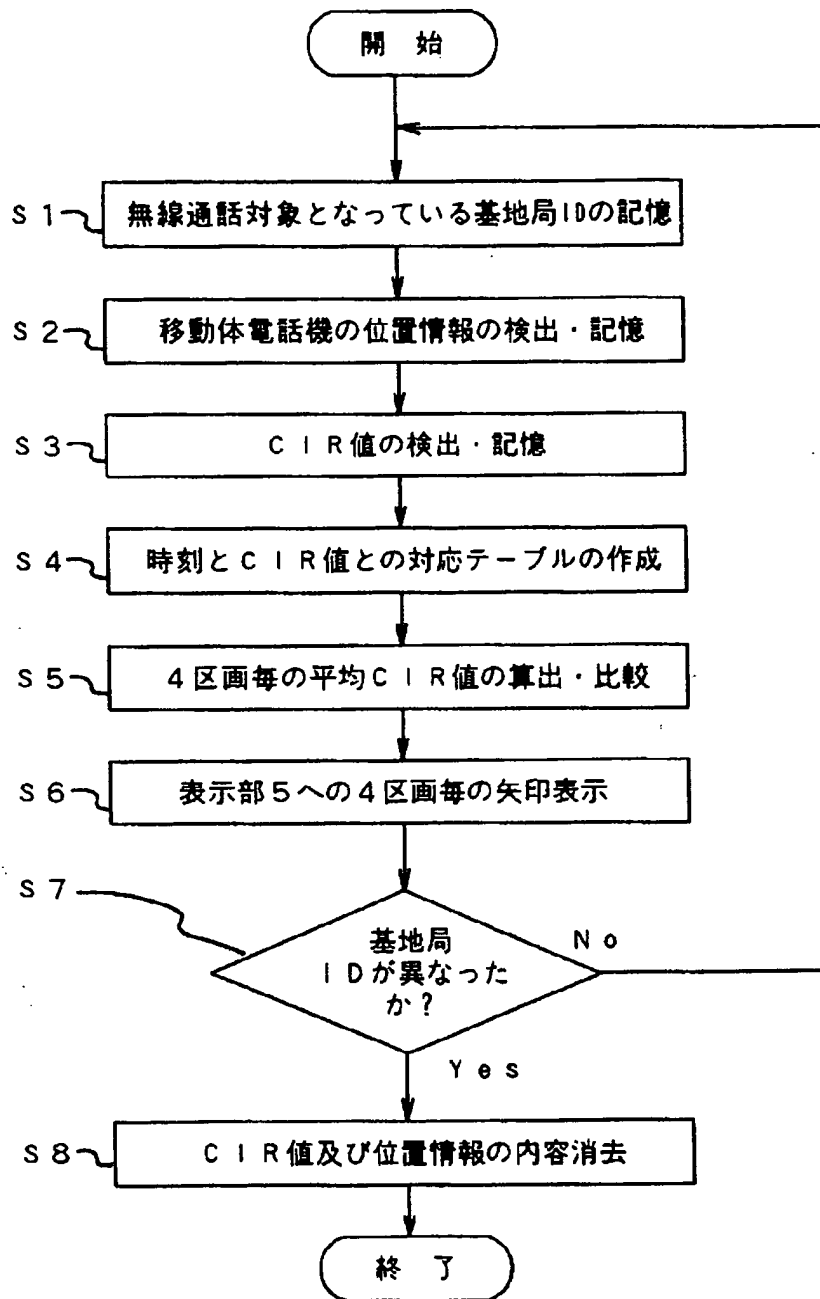 開 始
S1 無線通話対象となっている基地局IDの記憶
S2 移動体電話機の位置情報の検出・記憶
S3 CIR値の検出・記憶
S4 時刻とCIR値との対応テーブルの作成
S5 4区画毎の平均CIR値の算出・比較
S6 表示部5への4区画毎の矢印表示
S7
基地局
IDが異なった
か?
No
Yes
S8 CIR値及び位置情報の内容消去
終 了